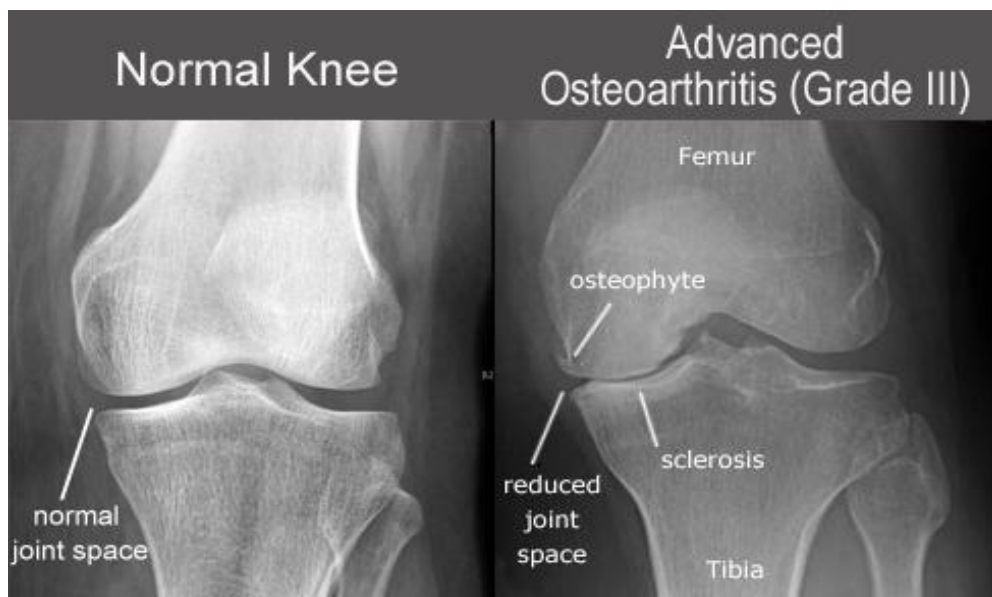 Normal Knee
Advanced
Osteoarthritis (Grade III)
normal
joint space
Femur
osteophyte
sclerosis
reduced
joint
space
Tibia